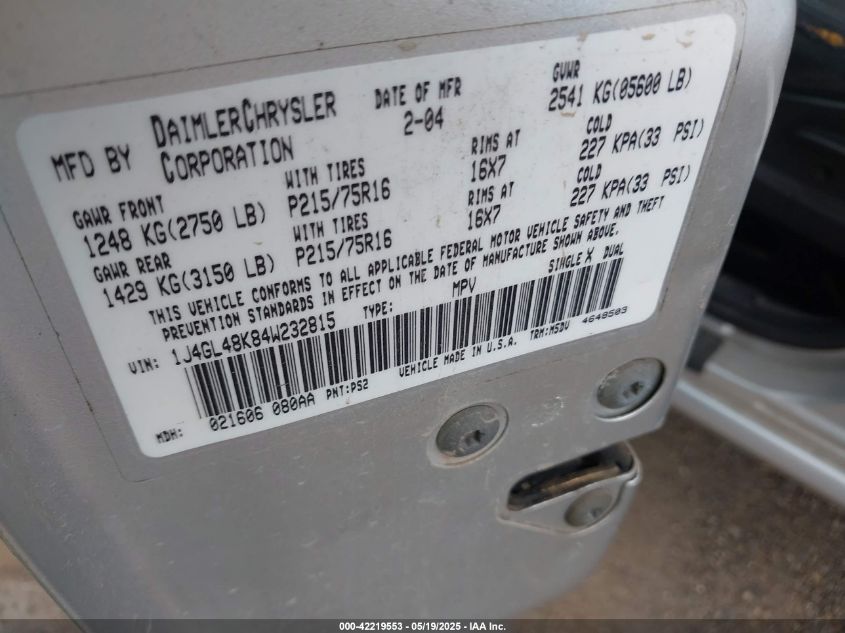 MFD BY DAIMLERCHRYSLER CORPORATION DATE OF MFR 2-04 GVWR 2541 KG(05600 LB)
GAWR FRONT WITH TIRES RIMS AT COLD
1248 KG(2750 LB) P215/75R16 16X7 227 KPA(33 PSI)
GAWR REAR WITH TIRES RIMS AT COLD
1429 KG(3150 LB) P215/75R16 16X7 227 KPA(33 PSI)
THIS VEHICLE CONFORMS TO ALL APPLICABLE FEDERAL MOTOR VEHICLE SAFETY AND THEFT
PREVENTION STANDARDS IN EFFECT ON THE DATE OF MANUFACTURE SHOWN ABOVE.
VIN: 1J4GL48K84W232815 TYPE: MPV SINGLE X DUAL
MDH: 021606 080AA PNT:PS2 VEHICLE MADE IN U.S.A. TRM:M5DV 4648503
000-42219553 — 05/19/2025 — IAA Inc.